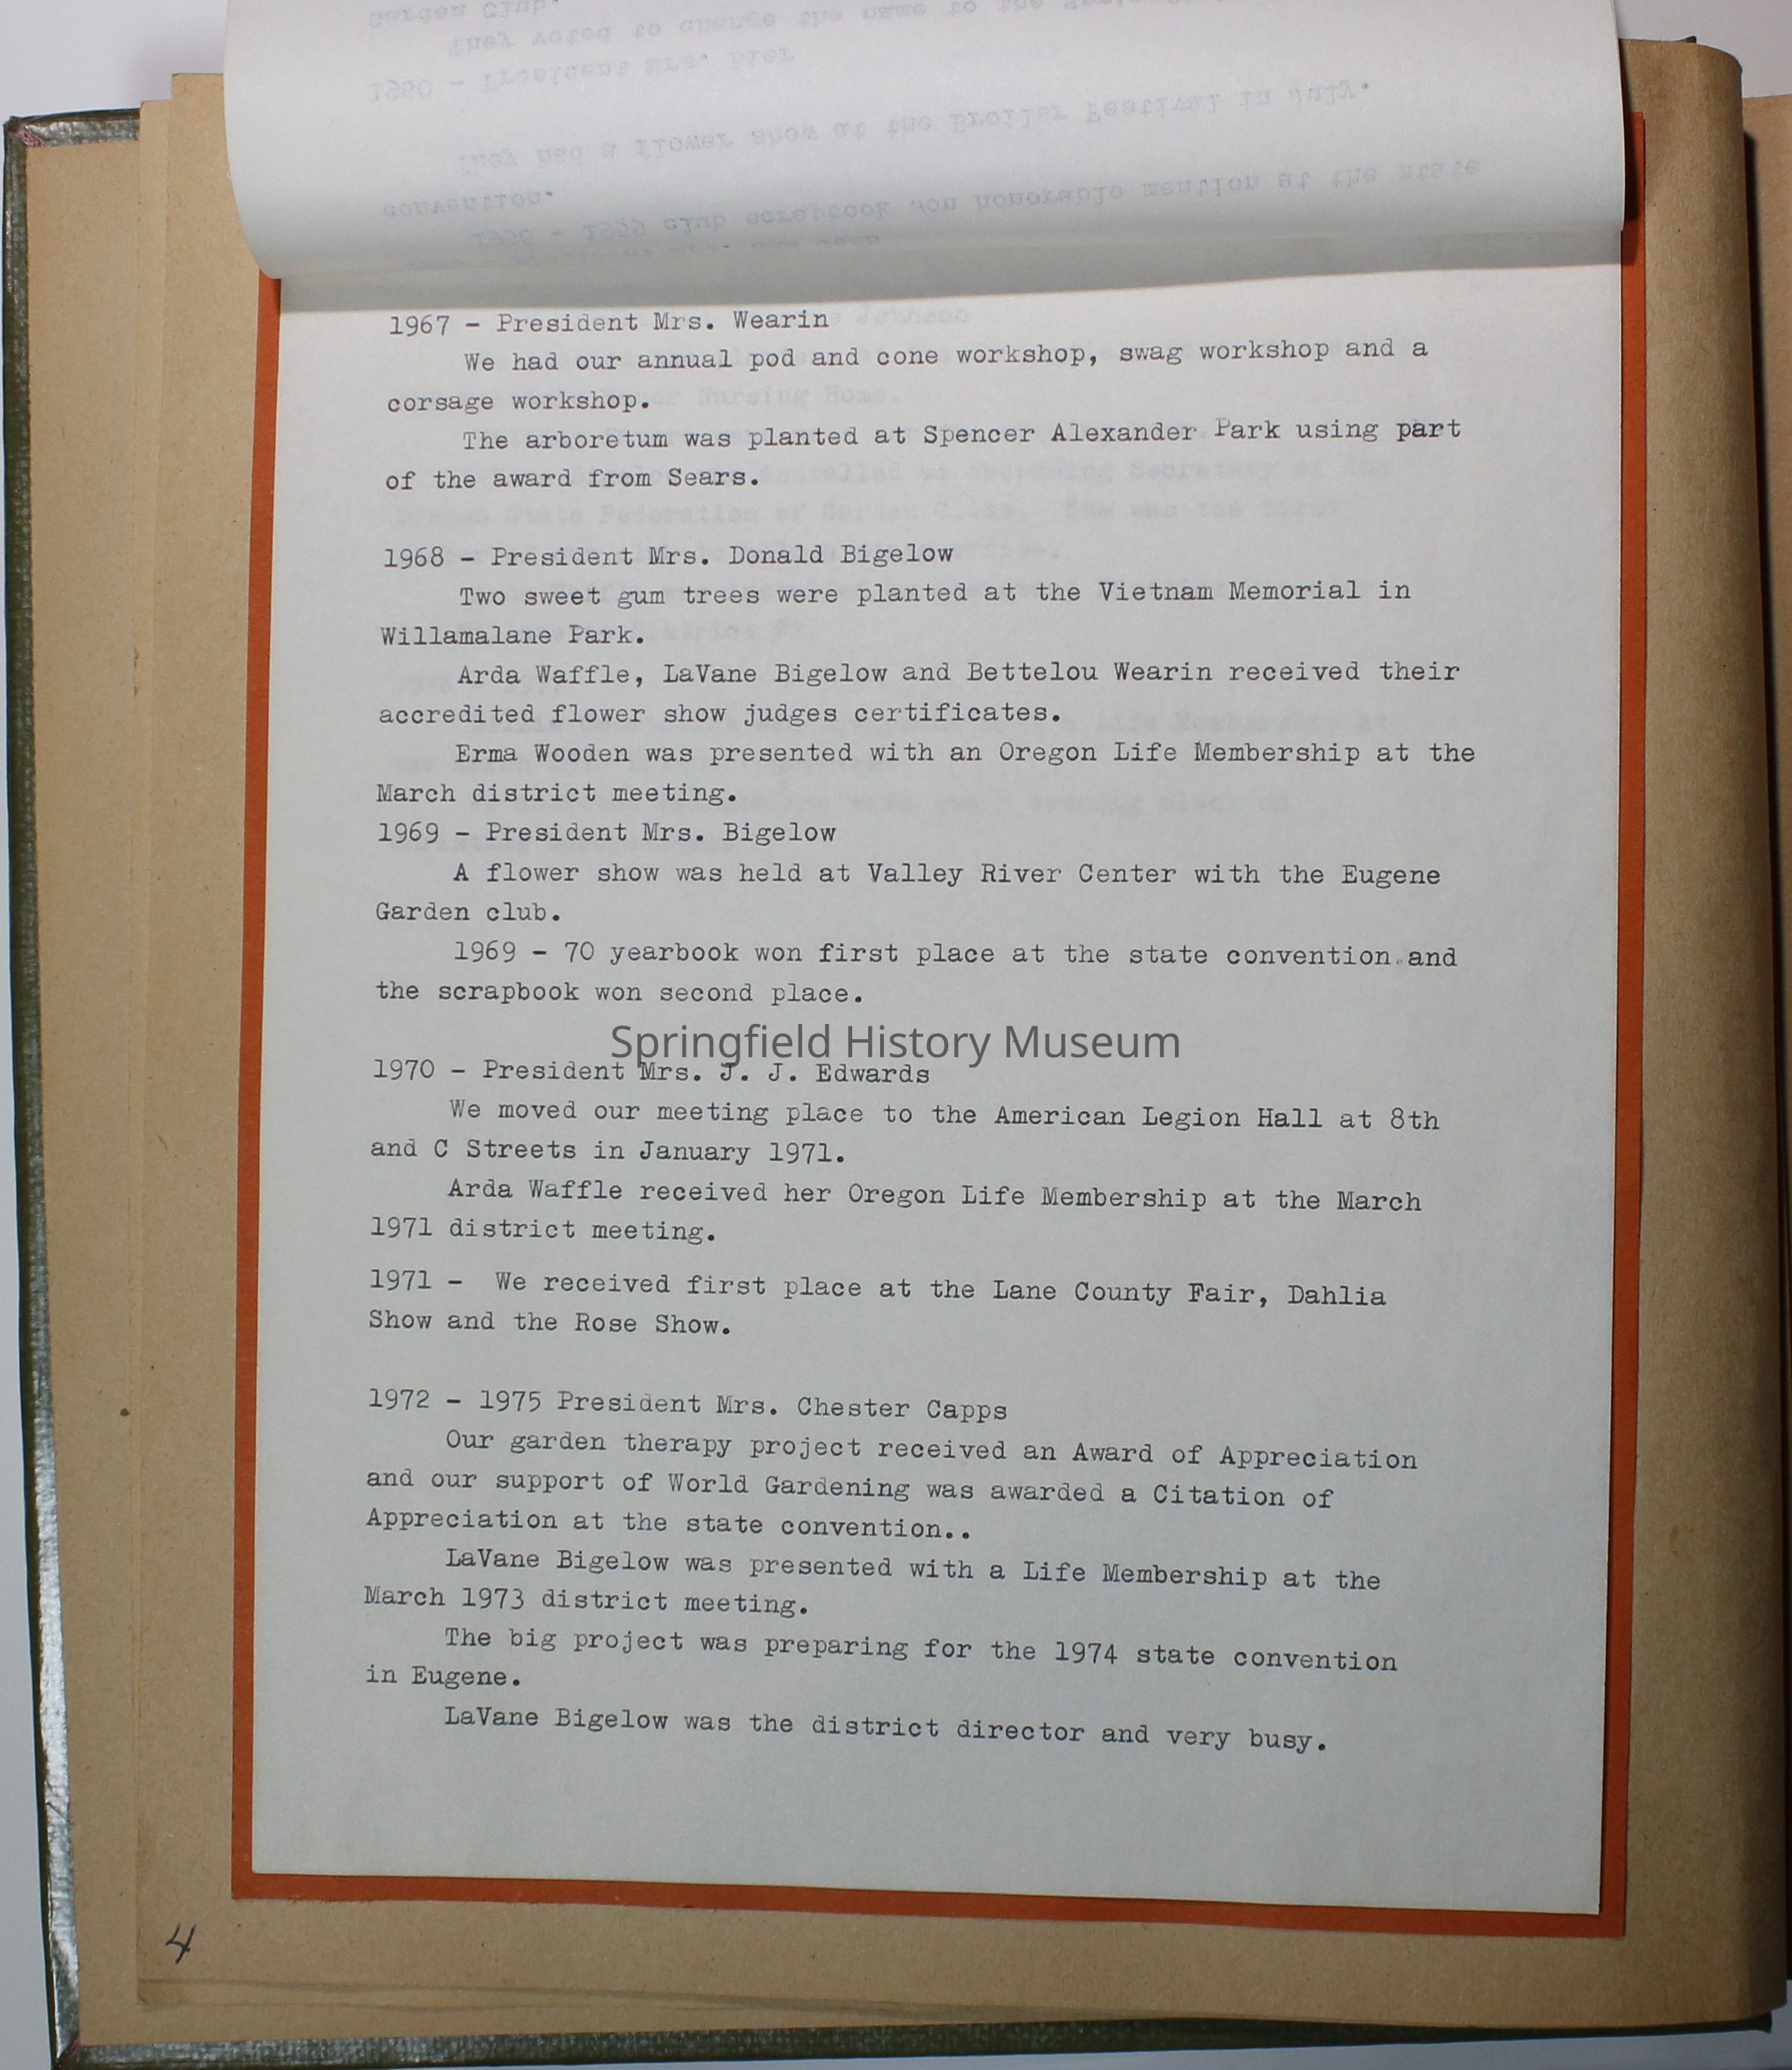 1967 - President Mrs. Wearin
We had our annual pod and cone workshop, swag workshop and a
corsage workshop.
The arboretum was planted at Spencer Alexander Park using part
of the award from Sears.
1968 - President Mrs. Donald Bigelow
Two sweet gum trees were planted at the Vietnam Memorial in
Willamalane Park.
Arda Waffle, LaVane Bigelow and Bettelou Wearin received their
accredited flower show judges certificates.
Erma Wooden was presented with an Oregon Life Membership at the
March district meeting.
1969 - President Mrs. Bigelow
A flower show was held at Valley River Center with the Eugene
Garden club.
1969 - 70 yearbook won first place at the state convention.and
the scrapbook won second place.
Springfield History Museum
1970 - President Mrs. J. J. Edwards
We moved our meeting place to the American Legion Hall at 8th
and C Streets in January 1971.
Arda Waffle received her Oregon Life Membership at the March
1971 district meeting.
1971 - We received first place at the Lane County Fair, Dahlia
Show and the Rose Show.
1972 - 1975 President Mrs. Chester Capps
Our garden therapy project received an Award of Appreciation
and our support of World Gardening was awarded a Citation of
Appreciation at the state convention..
LaVane Bigelow was presented with a Life Membership at the
March 1973 district meeting.
The big project was preparing for the 1974 state convention
in Eugene.
LaVane Bigelow was the district director and very busy.
4